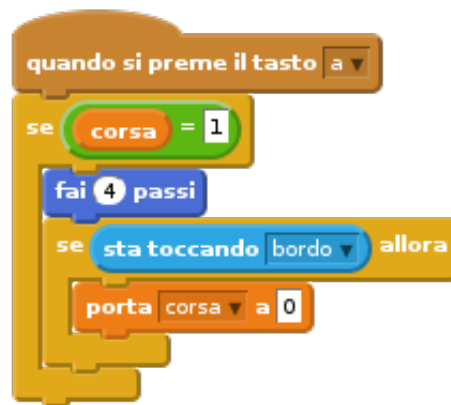 quando si preme il tasto a
se corsa = 1
fai 4 passi
se sta toccando bordo allora
porta corsa a 0